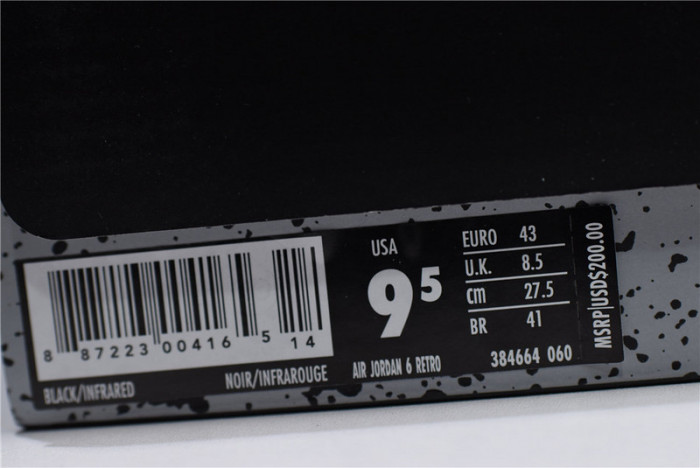 8 87223 00416 5 14
BLACK/INFRARED
NOIR/INFRAROUGE
USA
9⁵
AIR JORDAN 6 RETRO
EURO 43
U.K. 8.5
cm 27.5
BR 41
384664 060
MSRP|USD$200.00